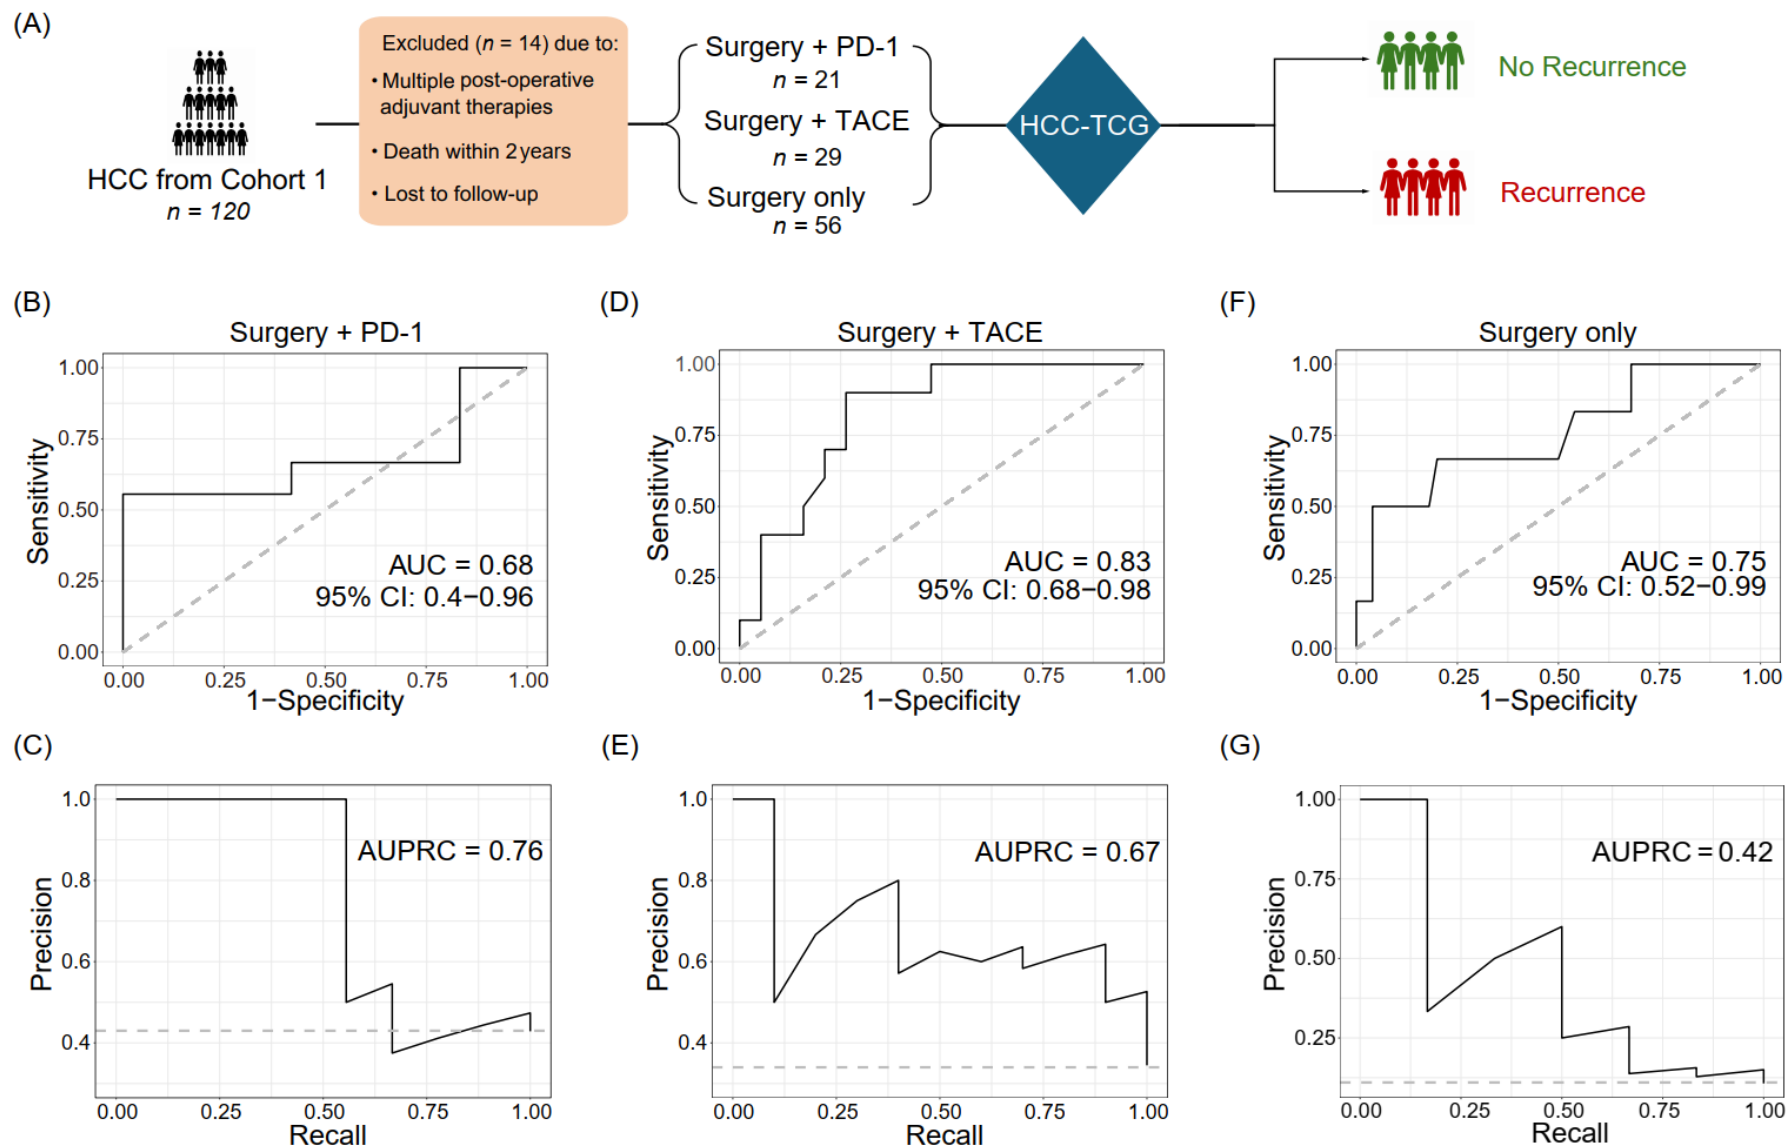 (A)
HCC from Cohort 1
n = 120
Excluded (n = 14) due to:
• Multiple post-operative
adjuvant therapies
• Death within 2 years
• Lost to follow-up
Surgery + PD-1
n = 21
Surgery + TACE
n = 29
Surgery only
n = 56
HCC-TCG
No Recurrence
Recurrence
(B)
Surgery + PD-1
1.00
0.75
0.50
0.25
0.00
Sensitivity
AUC = 0.68
95% CI: 0.4−0.96
0.00 0.25 0.50 0.75 1.00
1−Specificity
(D)
Surgery + TACE
1.00
0.75
0.50
0.25
0.00
Sensitivity
AUC = 0.83
95% CI: 0.68−0.98
0.00 0.25 0.50 0.75 1.00
1−Specificity
(F)
Surgery only
1.00
0.75
0.50
0.25
0.00
Sensitivity
AUC = 0.75
95% CI: 0.52−0.99
0.00 0.25 0.50 0.75 1.00
1−Specificity
(C)
1.0
0.8
0.6
0.4
Precision
AUPRC = 0.76
0.00 0.25 0.50 0.75 1.00
Recall
(E)
1.0
0.8
0.6
0.4
Precision
AUPRC = 0.67
0.00 0.25 0.50 0.75 1.00
Recall
(G)
1.00
0.75
0.50
0.25
Precision
AUPRC = 0.42
0.00 0.25 0.50 0.75 1.00
Recall